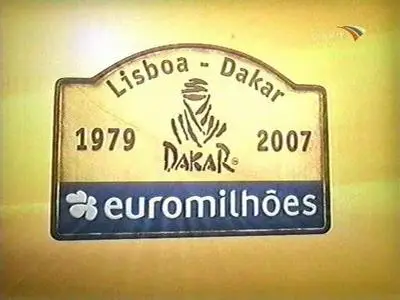 Lisboa - Dakar
1979 2007
DAKAR
euromilhões